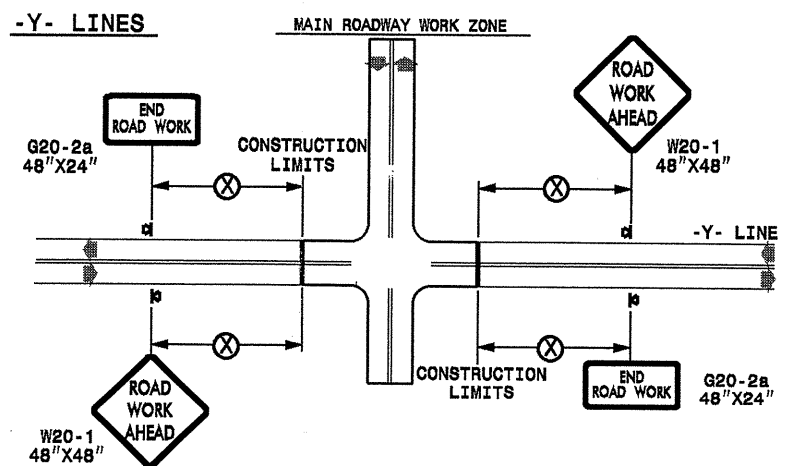 -Y- LINES
MAIN ROADWAY WORK ZONE
END
ROAD WORK
G20-2a
48"X24"
CONSTRUCTION
LIMITS
X
ROAD
WORK
AHEAD
W20-1
48"X48"
X
-Y- LINE
X
ROAD
WORK
AHEAD
W20-1
48"X48"
CONSTRUCTION
LIMITS
X
END
ROAD WORK
G20-2a
48"X24"